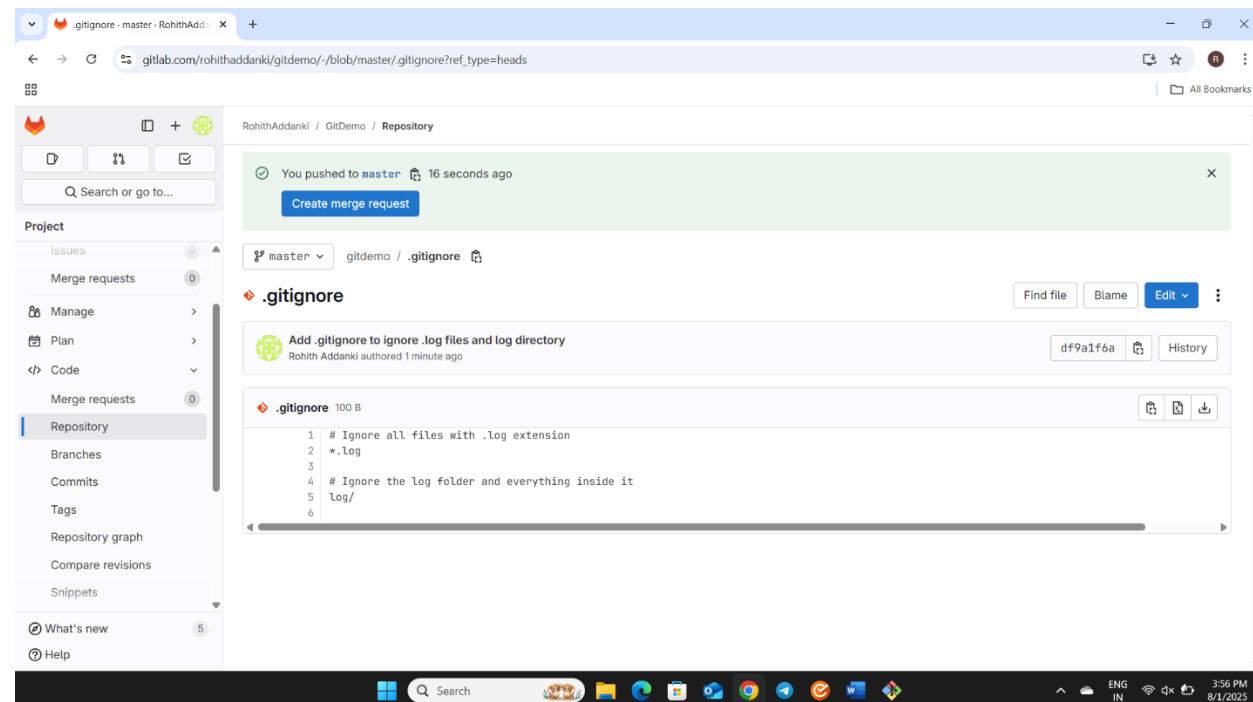 .gitignore · master · RohithAdda
gitlab.com/rohithaddanki/gitdemo/-/blob/master/.gitignore?ref_type=heads
R
All Bookmarks
RohithAddanki / GitDemo / Repository
You pushed to master 16 seconds ago
Create merge request
Search or go to...
Project
Issues 0
Merge requests 0
Manage
Plan
Code
Merge requests 0
Repository
Branches
Commits
Tags
Repository graph
Compare revisions
Snippets
What's new 5
Help
master gitdemo / .gitignore
.gitignore
Find file Blame Edit
Add .gitignore to ignore .log files and log directory
Rohith Addanki authored 1 minute ago
df9a1f6a History
.gitignore 100 B
1 # Ignore all files with .log extension
2 *.log
3
4 # Ignore the log folder and everything inside it
5 log/
6
Search
ENG
IN
3:56 PM
8/1/2025